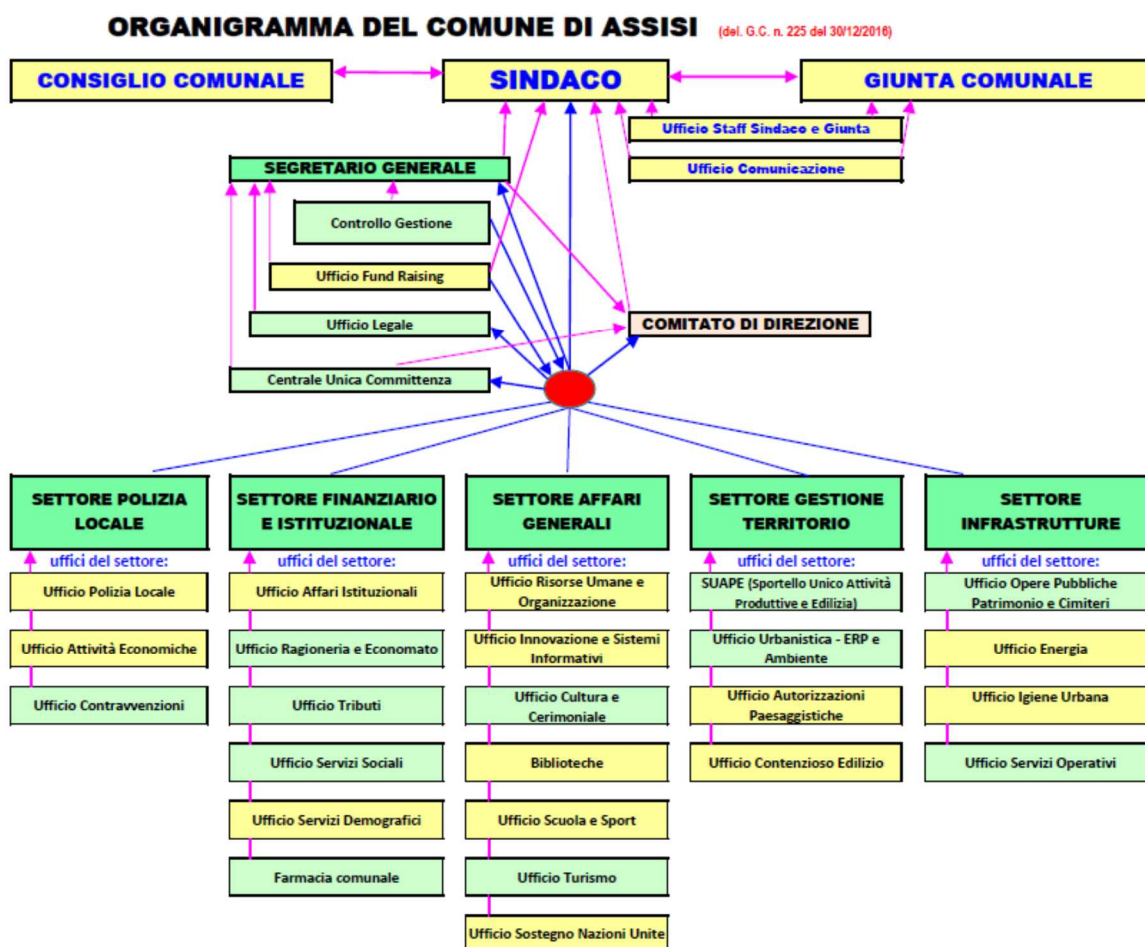 ORGANIGRAMMA DEL COMUNE DI ASSISI (del. G.C. n. 225 del 30/12/2016)
CONSIGLIO COMUNALE
SINDACO
GIUNTA COMUNALE
Ufficio Staff Sindaco e Giunta
Ufficio Comunicazione
SEGRETARIO GENERALE
Controllo Gestione
Ufficio Fund Raising
Ufficio Legale
COMITATO DI DIREZIONE
Centrale Unica Committenza
SETTORE POLIZIA
LOCALE
uffici del settore:
Ufficio Polizia Locale
Ufficio Attività Economiche
Ufficio Contravvenzioni
SETTORE FINANZIARIO
E ISTITUZIONALE
uffici del settore:
Ufficio Affari Istituzionali
Ufficio Ragioneria e Economato
Ufficio Tributi
Ufficio Servizi Sociali
Ufficio Servizi Demografici
Farmacia comunale
SETTORE AFFARI
GENERALI
uffici del settore:
Ufficio Risorse Umane e
Organizzazione
Ufficio Innovazione e Sistemi
Informativi
Ufficio Cultura e
Cerimoniale
Biblioteche
Ufficio Scuola e Sport
Ufficio Turismo
Ufficio Sostegno Nazioni Unite
SETTORE GESTIONE
TERRITORIO
uffici del settore:
SUAPE (Sportello Unico Attività
Produttive e Edilizia)
Ufficio Urbanistica - ERP e
Ambiente
Ufficio Autorizzazioni
Paesaggistiche
Ufficio Contenzioso Edilizio
SETTORE
INFRASTRUTTURE
uffici del settore:
Ufficio Opere Pubbliche
Patrimonio e Cimiteri
Ufficio Energia
Ufficio Igiene Urbana
Ufficio Servizi Operativi